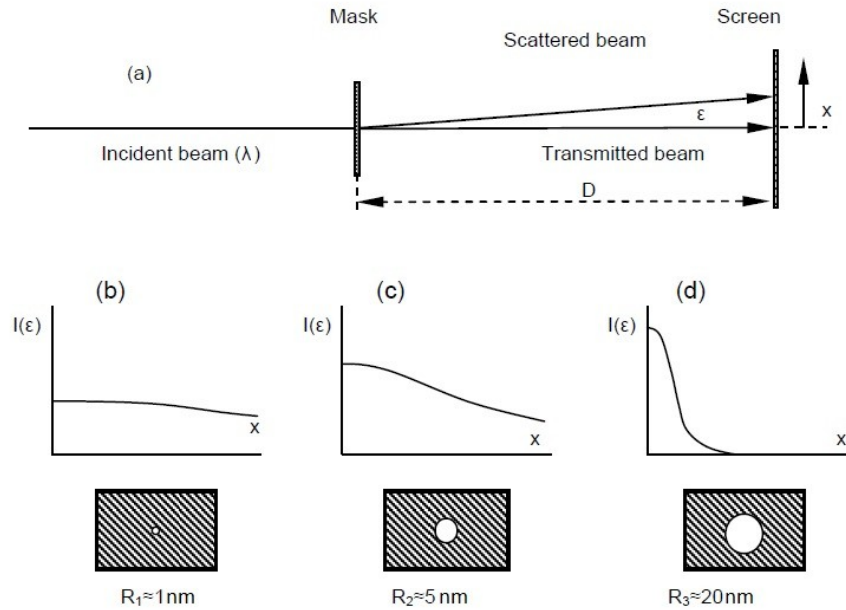 Mask
Scattered beam
Screen
(a)
ε
x
Incident beam (λ)
Transmitted beam
D
(b)
(c)
(d)
I(ε)
I(ε)
I(ε)
x
x
x
R₁≈1nm
R₂≈5nm
R₃≈20nm